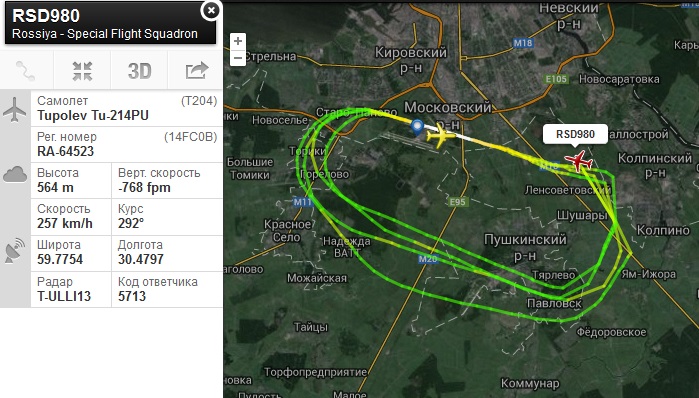 RSD980
Rossiya - Special Flight Squadron
3D
Самолет (T204)
Tupolev Tu-214PU
Рег. номер (14FC0B)
RA-64523
Высота Верт. скорость
564 m -768 fpm
Скорость Курс
257 km/h 292°
Широта Долгота
59.7754 30.4797
Радар Код ответчика
T-ULLI13 5713
+
-
Невский
р-н
M18
Стрельна
Кировский
р-н
E105
Новосаратовка
Старо-Паново
Московский
р-н
Новоселье
RSD980
Колпинский
р-н
Торики
Большие
Томики
Горелово
M10
Ленсоветовский
M11
E95
Шушары
Колпино
Красное
Село
Надежда
ВАТТ
Пушкинский
р-н
M20
Ям-Ижора
Можайская
Тярлево
Павловск
Тайцы
Фёдоровское
Торфопредприятие
Коммунар
Пудость
Малое